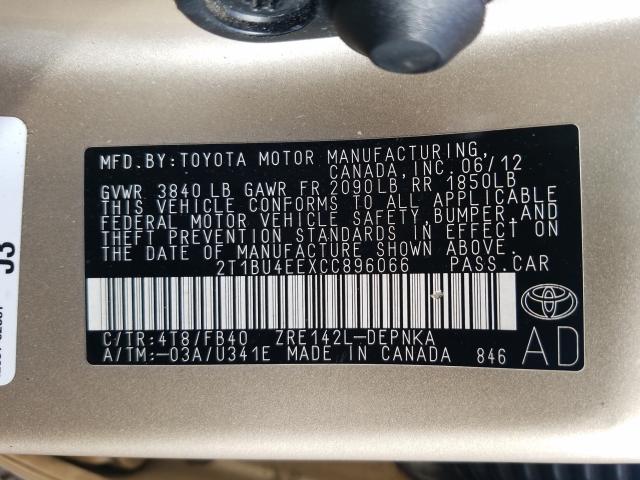 MFD. BY: TOYOTA MOTOR MANUFACTURING,
CANADA, INC. 06/12
GVWR 3840 LB GAWR FR 2090LB RR 1850LB
THIS VEHICLE CONFORMS TO ALL APPLICABLE
FEDERAL MOTOR VEHICLE SAFETY, BUMPER, AND
THEFT PREVENTION STANDARDS IN EFFECT ON
THE DATE OF MANUFACTURE SHOWN ABOVE.
2T1BU4EEXCC896066 PASS. CAR
C/TR: 4T8/FB40 ZRE142L-DEPNKA
A/TM: -03A/U341E MADE IN CANADA 846
AD